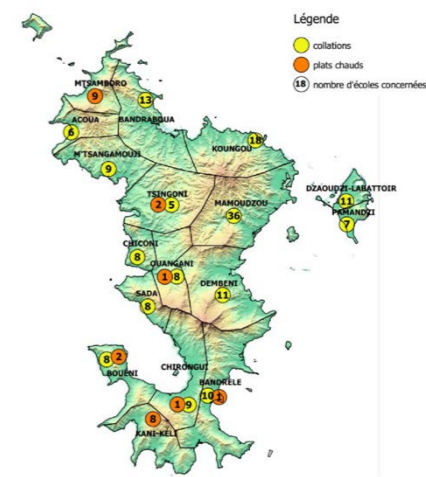 Légende
collations
plats chauds
18 nombre d'écoles concernées
MTSAMBORO
9
13
ACOUA
BANDRABOUA
6
18
KOUNGOU
M'TSANGAMOUJI
9
DZAOUDZI-LABATTOIR
TSINGONI
11
2 5
MAMOUDZOU
PAMANDZI
36
7
CHICONI
8
OUANGANI
1 8
DEMBENI
SADA
11
8
8 2
BOUENI
CHIRONGUI
BANDRELE
10 1
1 9
8
KANI-KELI